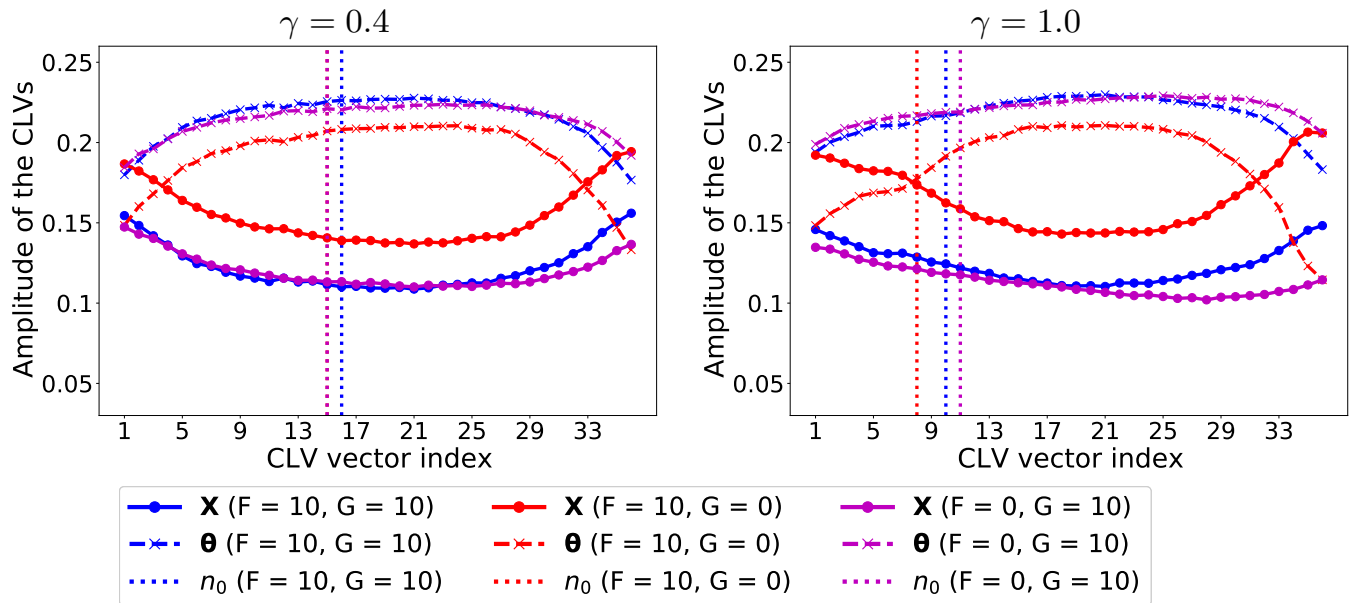 γ = 0.4
γ = 1.0
Amplitude of the CLVs
0.25
0.2
0.15
0.1
0.05
1 5 9 13 17 21 25 29 33
CLV vector index
Amplitude of the CLVs
0.25
0.2
0.15
0.1
0.05
1 5 9 13 17 21 25 29 33
CLV vector index
X (F = 10, G = 10)
X (F = 10, G = 0)
X (F = 0, G = 10)
θ (F = 10, G = 10)
θ (F = 10, G = 0)
θ (F = 0, G = 10)
n₀ (F = 10, G = 10)
n₀ (F = 10, G = 0)
n₀ (F = 0, G = 10)